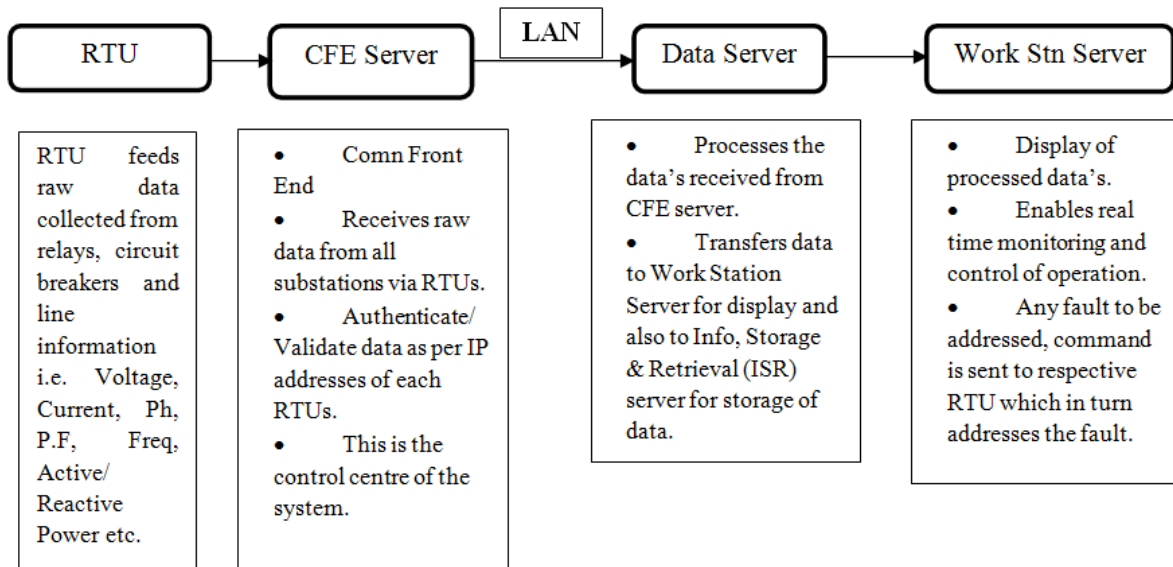 RTU
CFE Server
LAN
Data Server
Work Stn Server
RTU feeds
raw data
collected from
relays, circuit
breakers and
line
information
i.e. Voltage,
Current, Ph,
P.F, Freq,
Active/
Reactive
Power etc.
• Comn Front
End
• Receives raw
data from all
substations via RTUs.
• Authenticate/
Validate data as per IP
addresses of each
RTUs.
• This is the
control centre of the
system.
• Processes the
data’s received from
CFE server.
• Transfers data
to Work Station
Server for display and
also to Info, Storage
& Retrieval (ISR)
server for storage of
data.
• Display of
processed data’s.
• Enables real
time monitoring and
control of operation.
• Any fault to be
addressed, command
is sent to respective
RTU which in turn
addresses the fault.